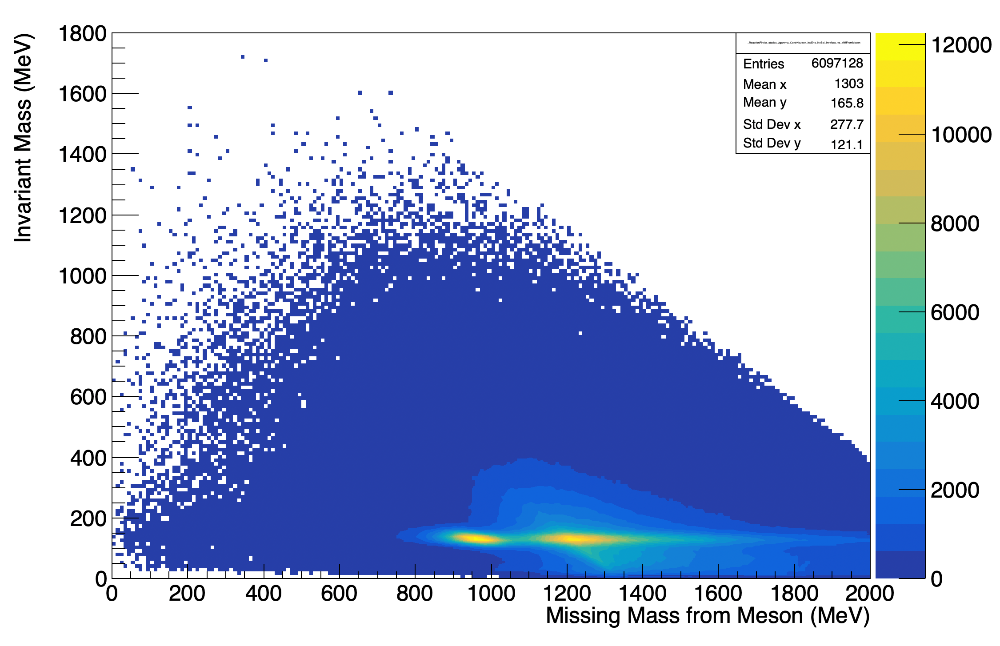 Invariant Mass (MeV)
1800
1600
1400
1200
1000
800
600
400
200
0
_ReactionFinder_etadeu_2gamma_CentrNeutron_IncEne_NoSel_InvMass_vs_MMFromMeson
Entries 6097128
Mean x 1303
Mean y 165.8
Std Dev x 277.7
Std Dev y 121.1
12000
10000
8000
6000
4000
2000
0
0 200 400 600 800 1000 1200 1400 1600 1800 2000
Missing Mass from Meson (MeV)